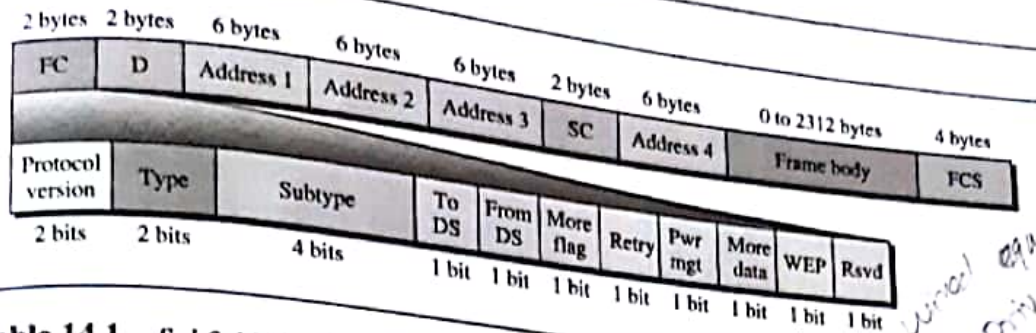 2 bytes 2 bytes 6 bytes 6 bytes 6 bytes 2 bytes 6 bytes 0 to 2312 bytes 4 bytes
FC D Address 1 Address 2 Address 3 SC Address 4 Frame body FCS
Protocol version Type Subtype To DS From DS More flag Retry Pwr mgt More data WEP Rsvd
2 bits 2 bits 4 bits 1 bit 1 bit 1 bit 1 bit 1 bit 1 bit 1 bit 1 bit
14.1